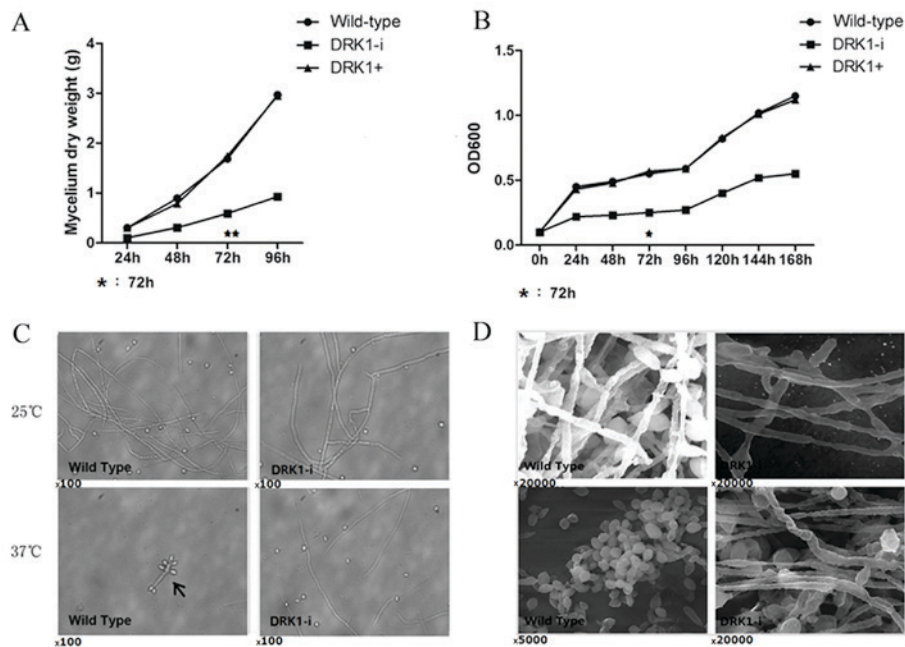 A
Wild-type
DRK1-i
DRK1+
Mycelium dry weight (g)
4
3
2
1
0
24h 48h 72h 96h
**
* : 72h
B
Wild-type
DRK1-i
DRK1+
OD600
1.5
1.0
0.5
0.0
0h 24h 48h 72h 96h 120h 144h 168h
*
* : 72h
C
25℃
Wild Type
x100
DRK1-i
x100
37℃
Wild Type
x100
DRK1-i
x100
D
Wild Type
x20000
DRK1-i
x20000
Wild Type
x5000
DRK1-i
x20000